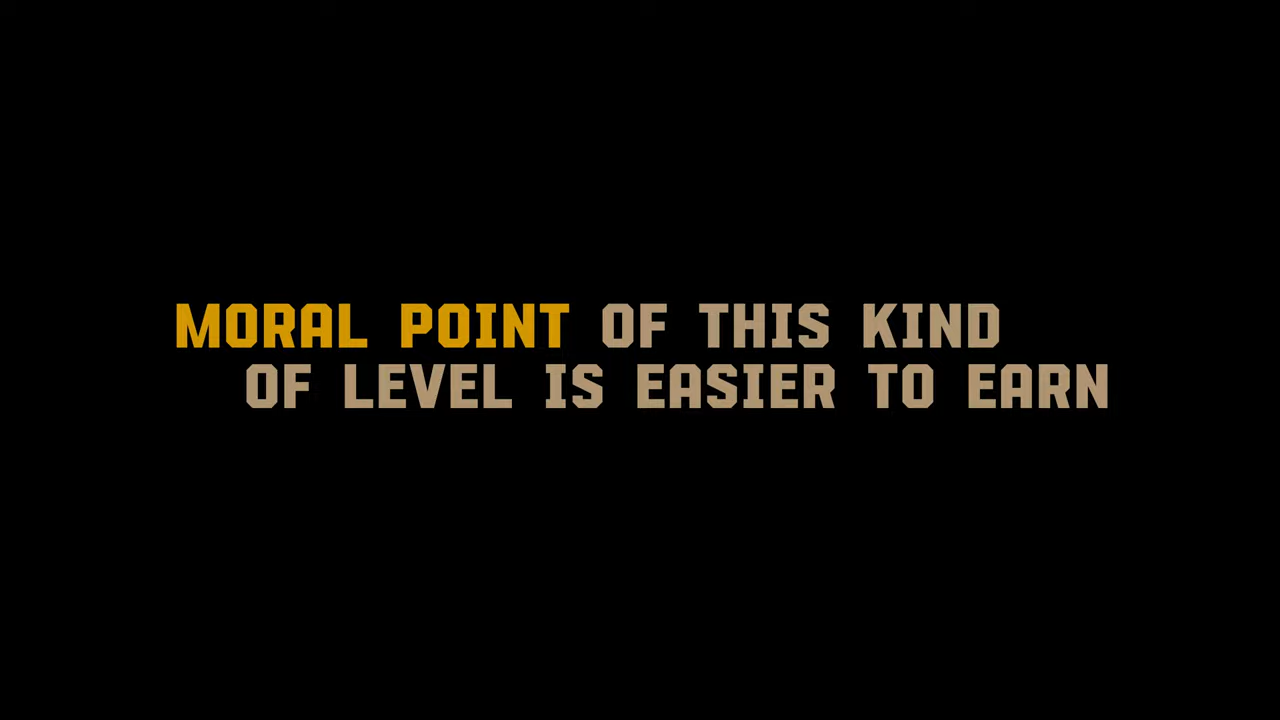 MORAL POINT OF THIS KIND
OF LEVEL IS EASIER TO EARN